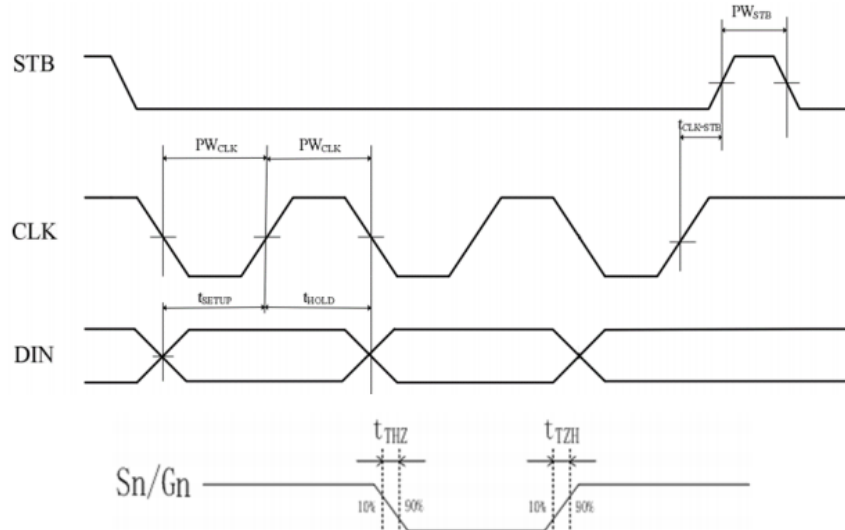 PWSTB
STB
tCLK-STB
PWCLK PWCLK
CLK
tSETUP tHOLD
DIN
tTHZ tTZH
Sn/Gn
10% 90% 10% 90%